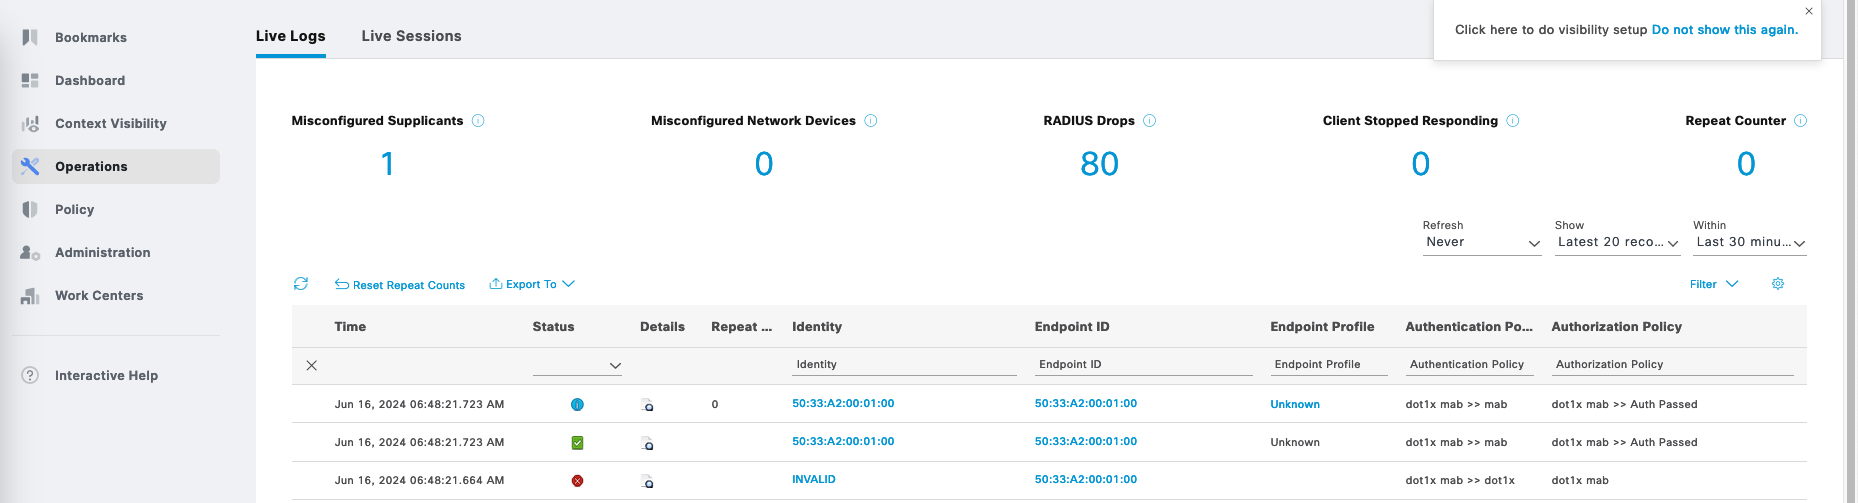 Bookmarks
Dashboard
Context Visibility
Operations
Policy
Administration
Work Centers
Interactive Help
Live Logs Live Sessions
Click here to do visibility setup Do not show this again.
Misconfigured Supplicants Misconfigured Network Devices RADIUS Drops Client Stopped Responding Repeat Counter
1 0 80 0 0
Refresh Show Within
Never Latest 20 reco... Last 30 minu...
Reset Repeat Counts Export To Filter
Time Status Details Repeat ... Identity Endpoint ID Endpoint Profile Authentication Po... Authorization Policy
Identity Endpoint ID Endpoint Profile Authentication Policy Authorization Policy
Jun 16, 2024 06:48:21.723 AM 0 50:33:A2:00:01:00 50:33:A2:00:01:00 Unknown dot1x mab >> mab dot1x mab >> Auth Passed
Jun 16, 2024 06:48:21.723 AM 50:33:A2:00:01:00 50:33:A2:00:01:00 Unknown dot1x mab >> mab dot1x mab >> Auth Passed
Jun 16, 2024 06:48:21.664 AM INVALID 50:33:A2:00:01:00 dot1x mab >> dot1x dot1x mab